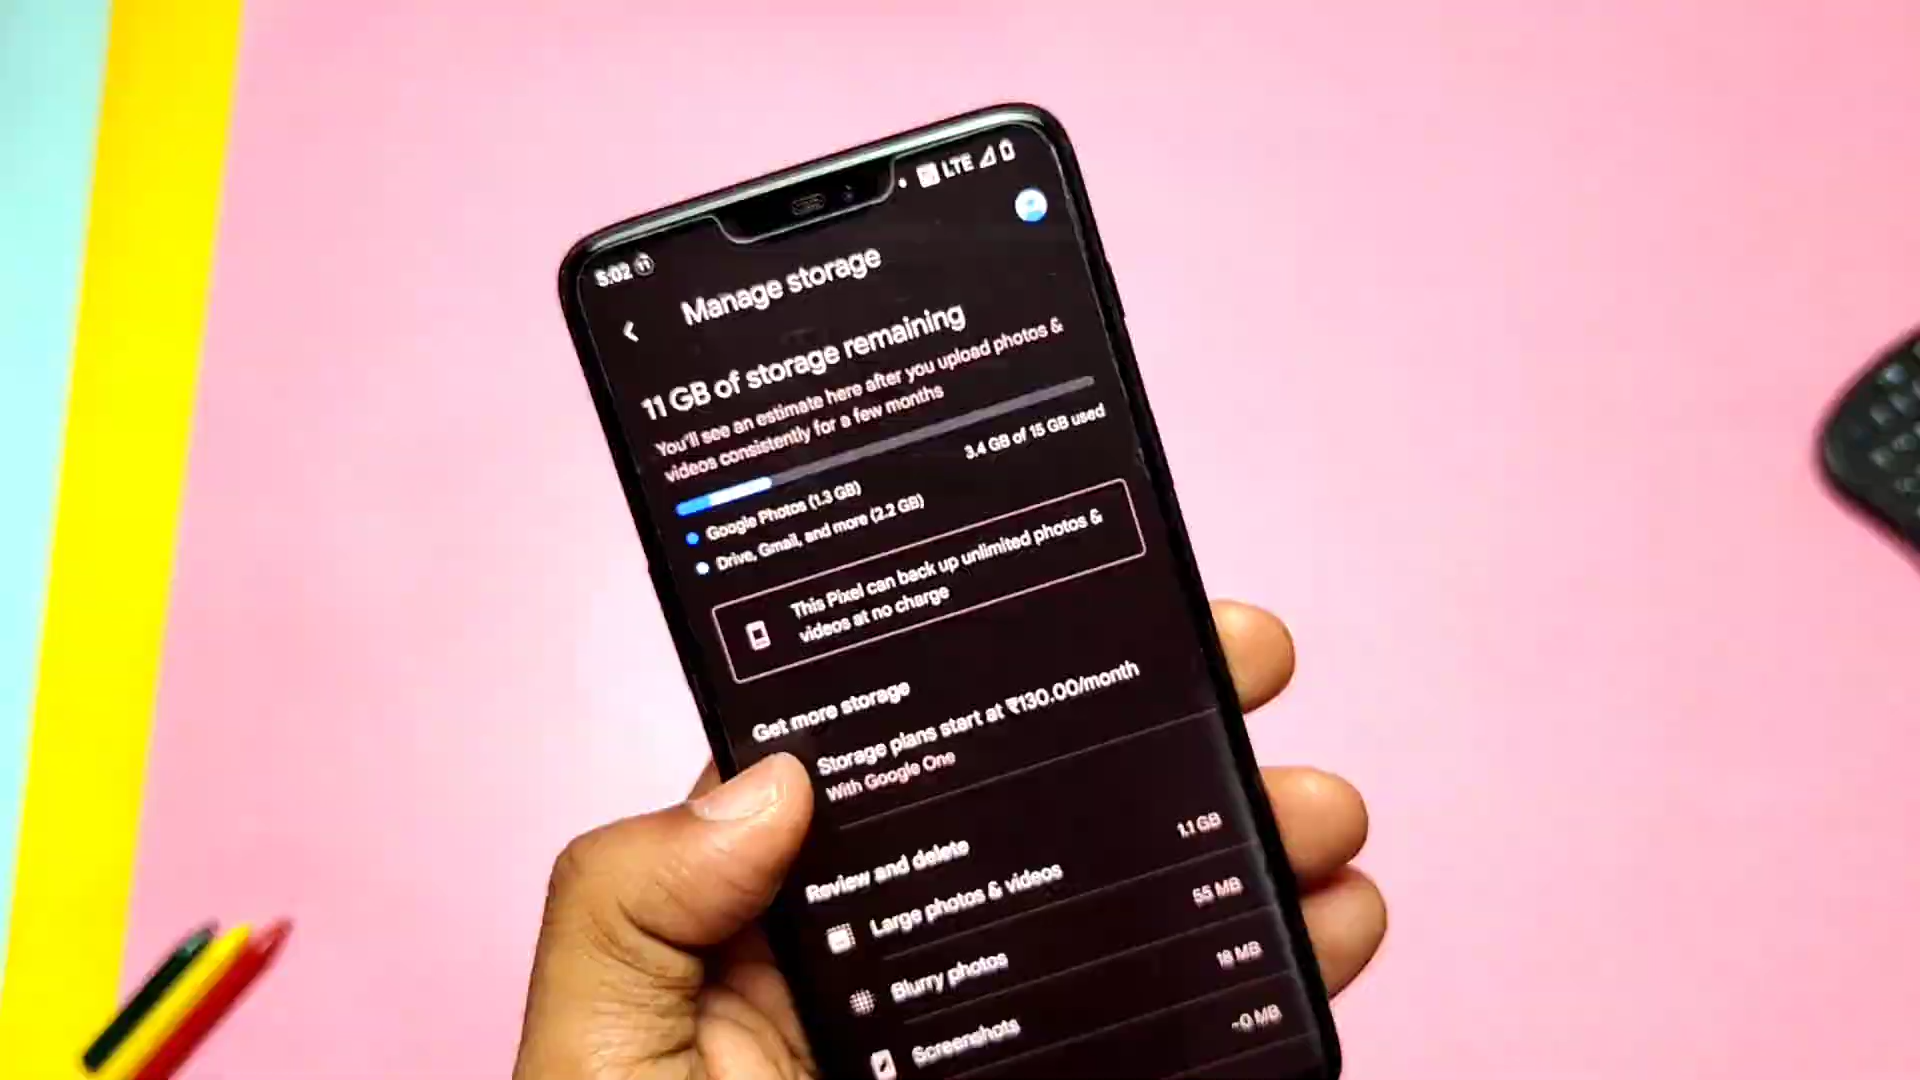 LTE
5:02
Manage storage
11 GB of storage remaining
You'll see an estimate here after you upload photos &
videos consistently for a few months
3.4 GB of 15 GB used
Google Photos (1.3 GB)
Drive, Gmail, and more (2.2 GB)
This Pixel can back up unlimited photos &
videos at no charge
Get more storage
Storage plans start at ₹130.00/month
With Google One
Review and delete
Large photos & videos 1.1 GB
Blurry photos 55 MB
Screenshots 18 MB
~0 MB